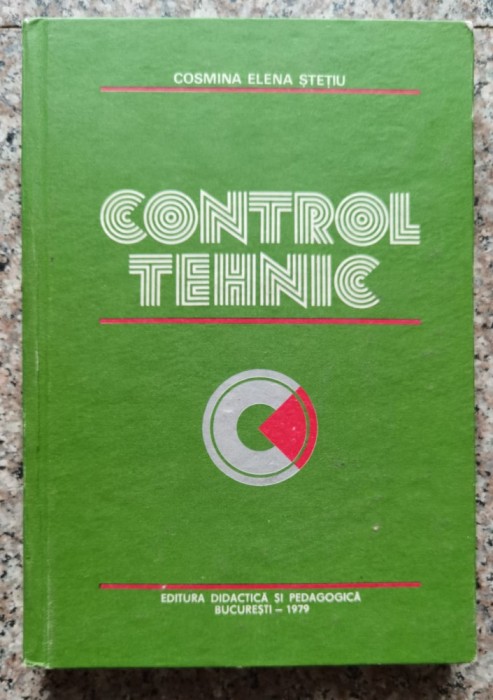 COSMINA ELENA ȘTEȚIU
CONTROL
TEHNIC
EDITURA DIDACTICĂ ȘI PEDAGOGICĂ
BUCUREȘTI – 1979